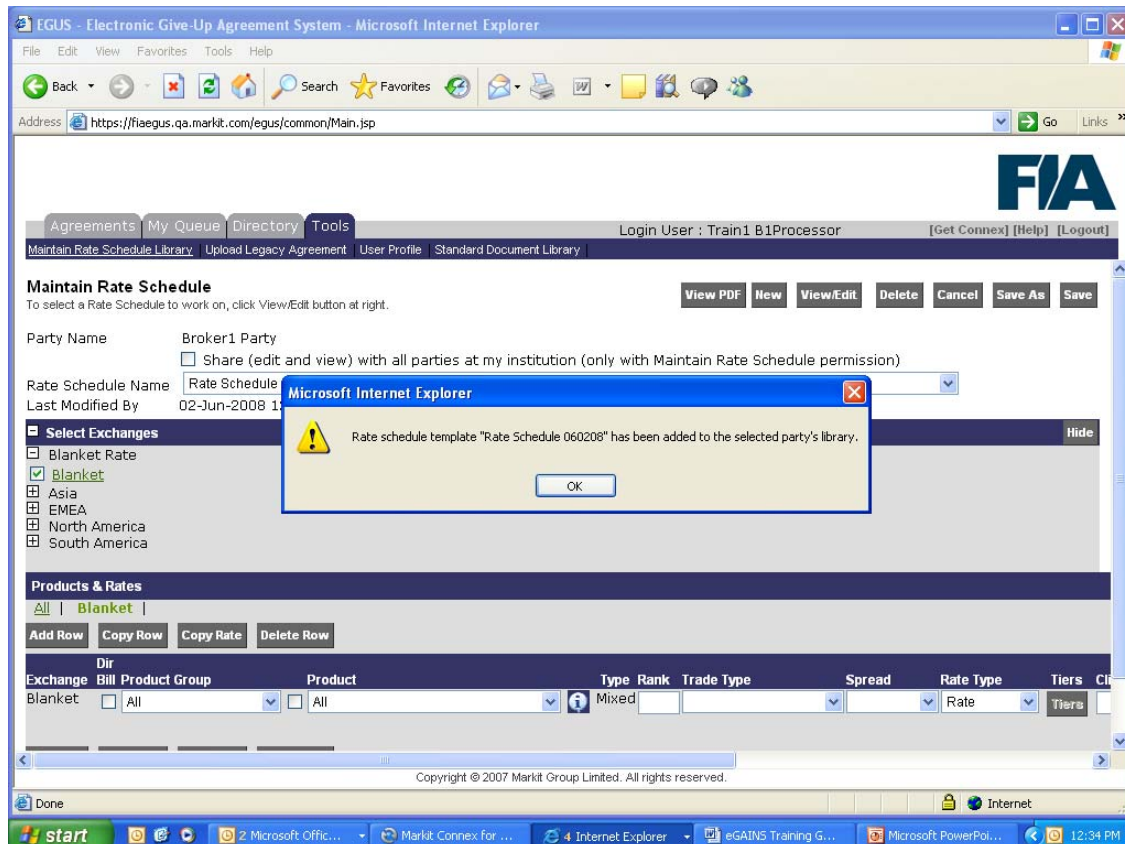 EGUS - Electronic Give-Up Agreement System - Microsoft Internet Explorer
File Edit View Favorites Tools Help
Back Search Favorites
Address https://fiaegus.qa.markit.com/egus/common/Main.jsp Go Links »
FIA
Agreements My Queue Directory Tools Login User : Train1 B1Processor [Get Connex] [Help] [Logout]
Maintain Rate Schedule Library Upload Legacy Agreement User Profile Standard Document Library
Maintain Rate Schedule
To select a Rate Schedule to work on, click View/Edit button at right.
View PDF New View/Edit Delete Cancel Save As Save
Party Name Broker1 Party
Share (edit and view) with all parties at my institution (only with Maintain Rate Schedule permission)
Rate Schedule Name Rate Schedule
Last Modified By 02-Jun-2008 1
Microsoft Internet Explorer
Rate schedule template "Rate Schedule 060208" has been added to the selected party's library.
OK
Select Exchanges Hide
Blanket Rate
Blanket
Asia
EMEA
North America
South America
Products & Rates
All | Blanket |
Add Row Copy Row Copy Rate Delete Row
Exchange Dir Bill Product Group Product Type Rank Trade Type Spread Rate Type Tiers Cli
Blanket All All Mixed Rate Tiers
Copyright © 2007 Markit Group Limited. All rights reserved.
Done Internet
start 2 Microsoft Offic... Markit Connex for ... 4 Internet Explorer eGAINS Training G... Microsoft PowerPoi... 12:34 PM